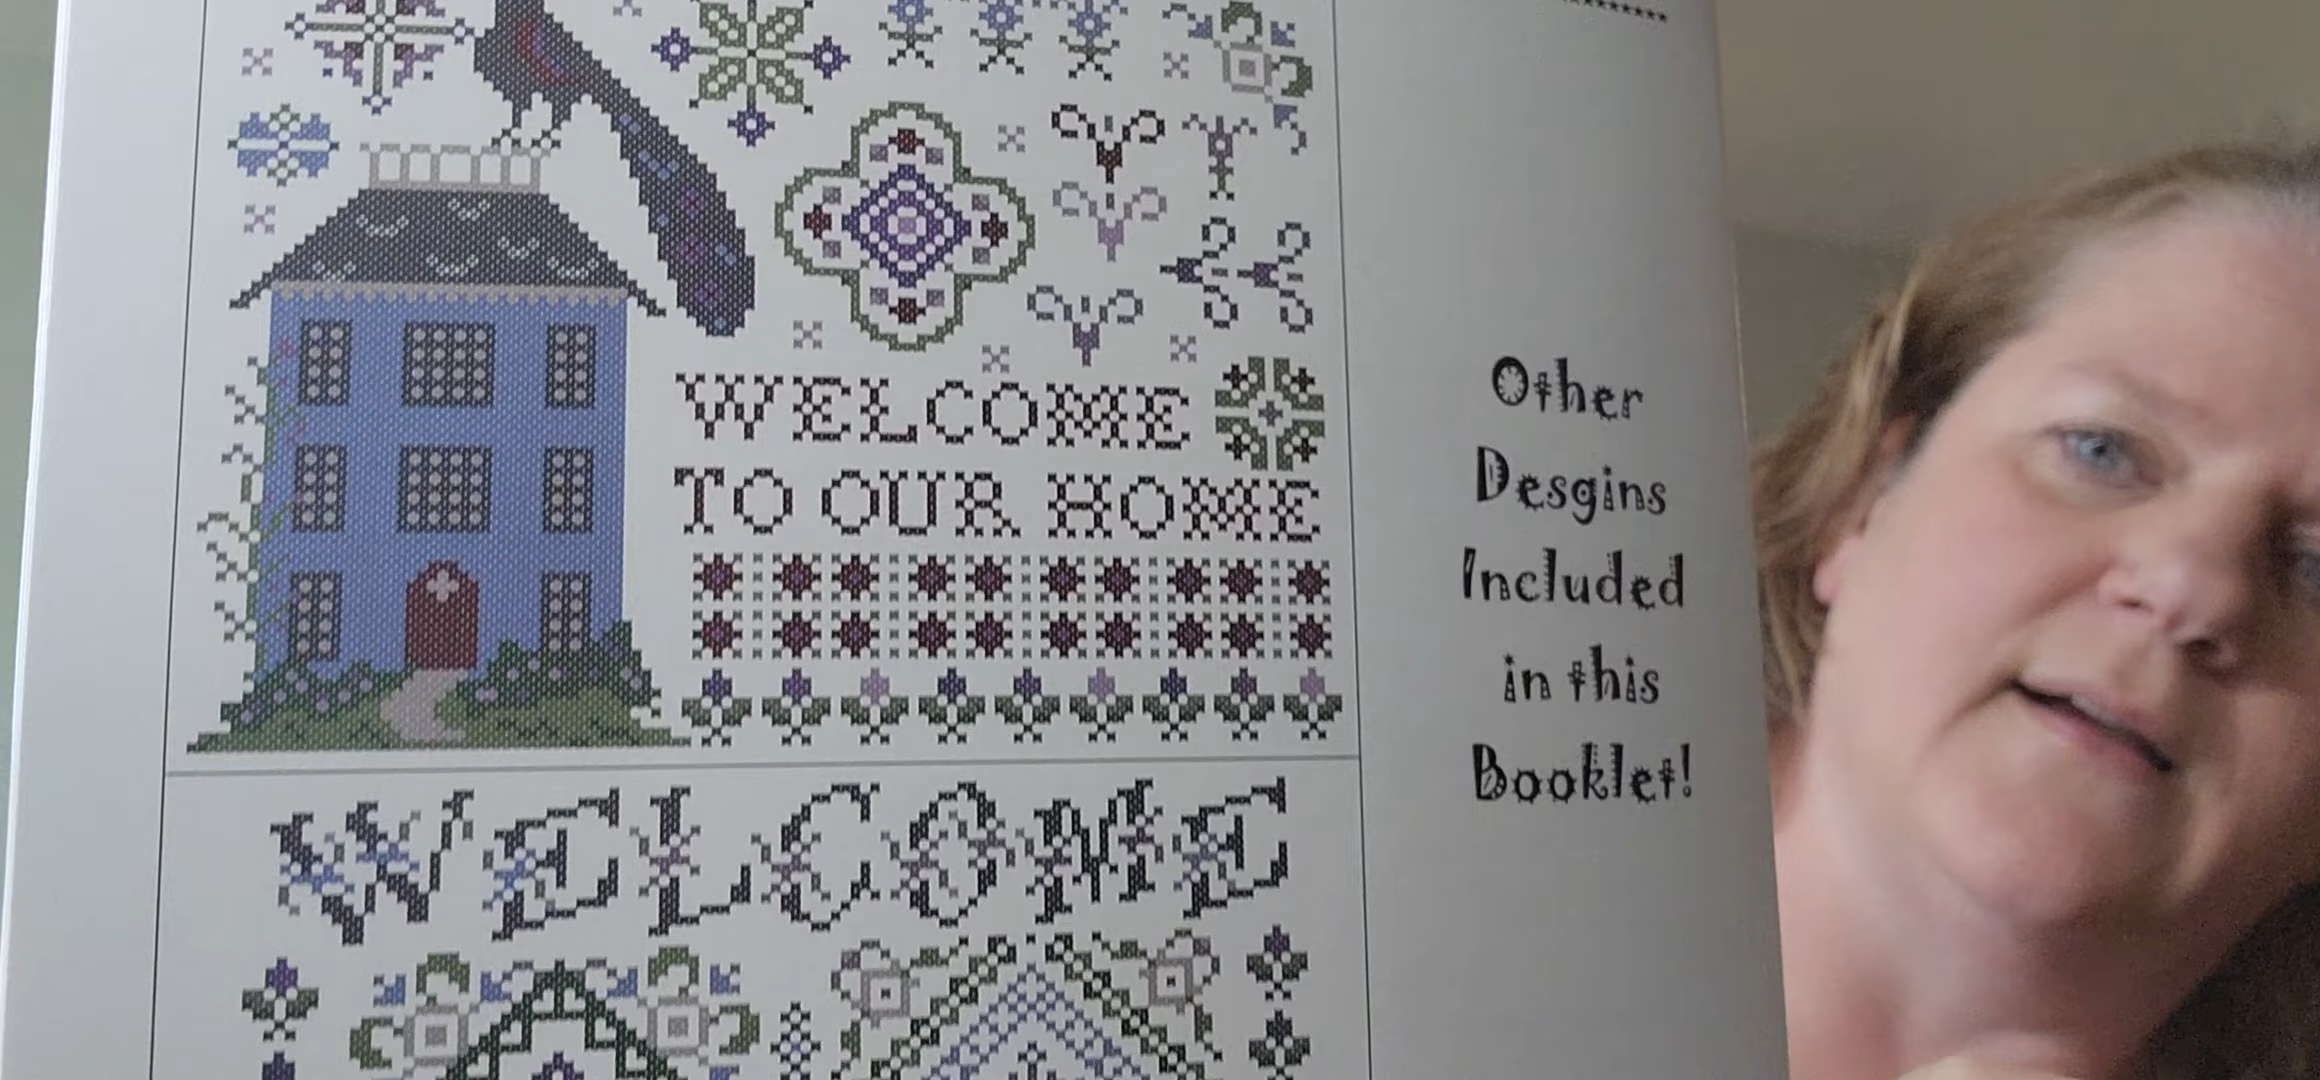 WELCOME
TO OUR HOME
WELCOME
Other
Desgins
Included
in this
Booklet!